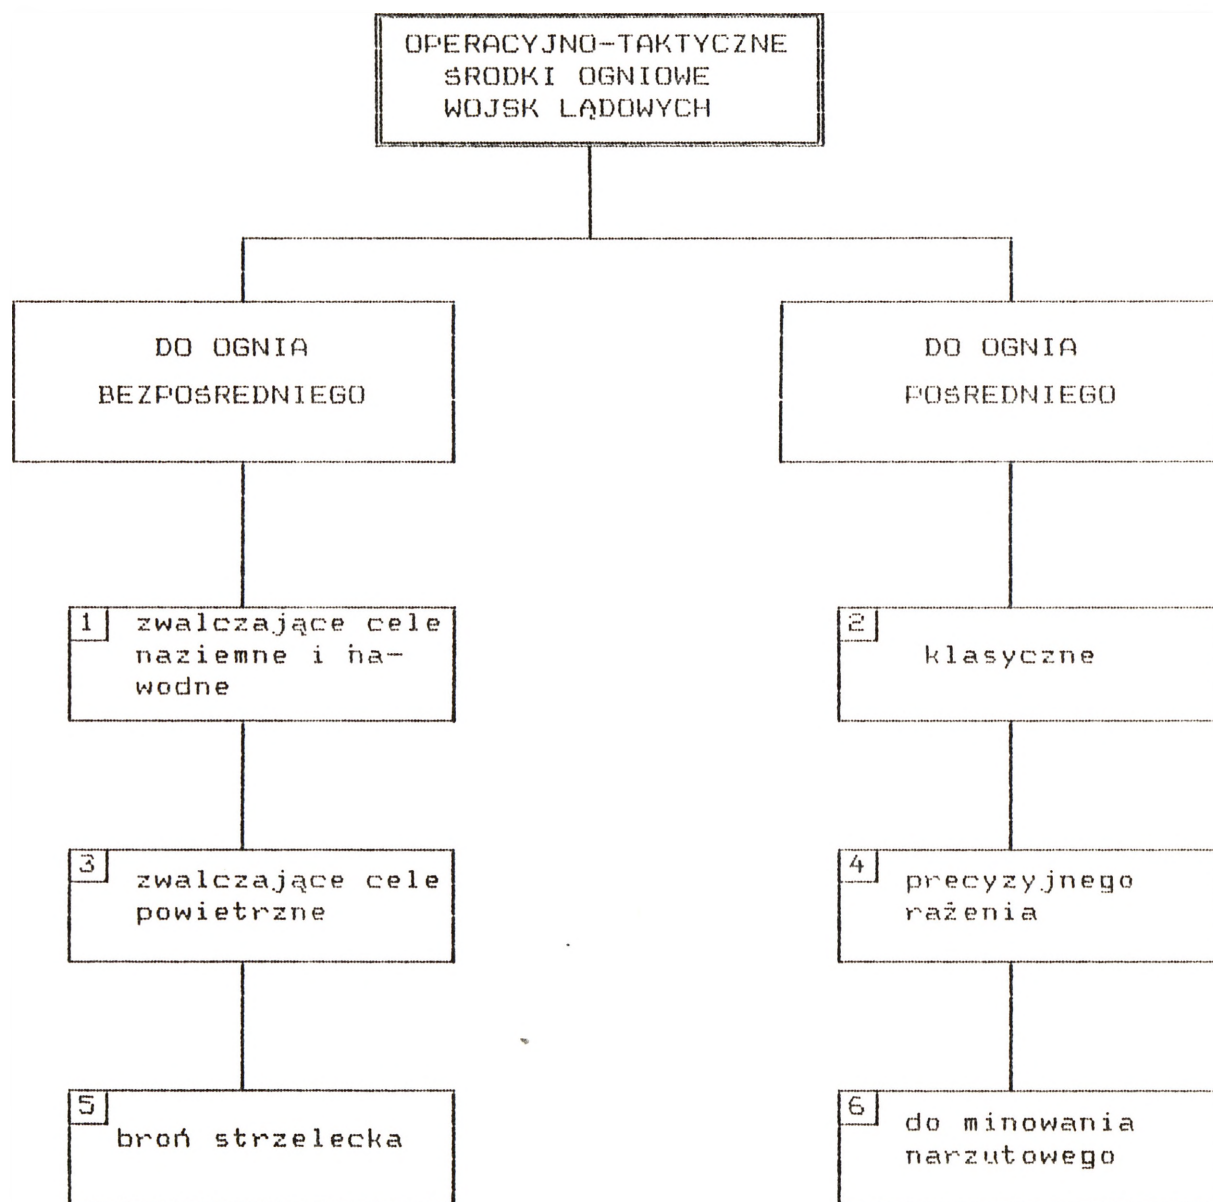 OPERACYJNO-TAKTYCZNE
ŚRODKI OGNIOWE
WOJSK LĄDOWYCH
DO OGNIA
BEZPOŚREDNIEGO
DO OGNIA
POŚREDNIEGO
1 zwalczające cele
naziemne i na-
wodne
2
klasyczne
3
zwalczające cele
powietrzne
4
precyzyjnego
rażenia
5
broń strzelecka
6
do minowania
narzutowego